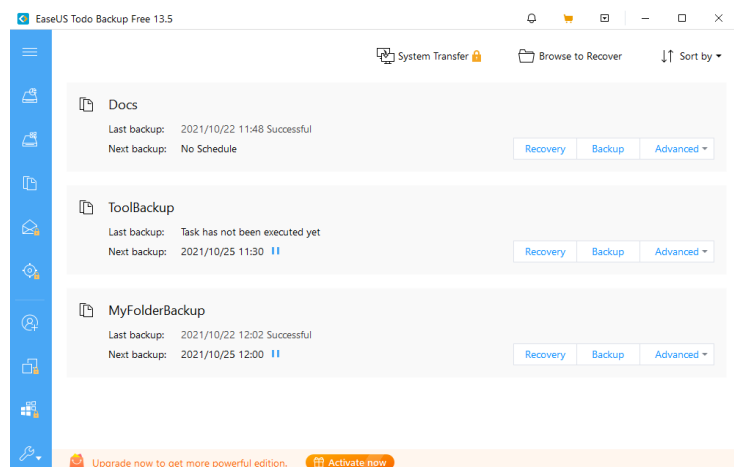 EaseUS Todo Backup Free 13.5
System Transfer Browse to Recover Sort by
Docs
Last backup: 2021/10/22 11:48 Successful
Next backup: No Schedule
Recovery Backup Advanced
ToolBackup
Last backup: Task has not been executed yet
Next backup: 2021/10/25 11:30
Recovery Backup Advanced
MyFolderBackup
Last backup: 2021/10/22 12:02 Successful
Next backup: 2021/10/25 12:00
Recovery Backup Advanced
Upgrade now to get more powerful edition. Activate now